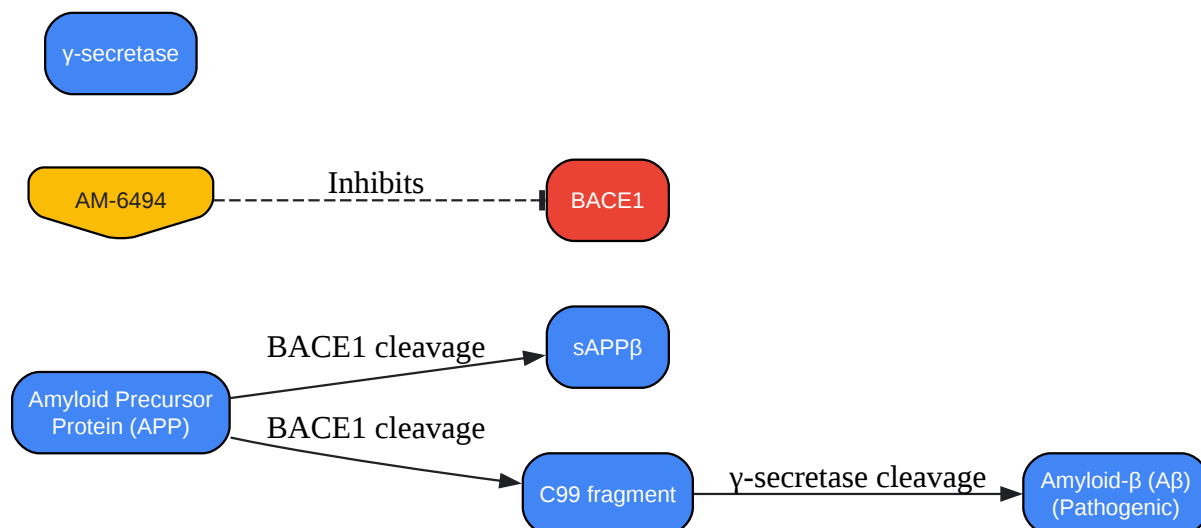 γ-secretase
AM-6494
Inhibits
BACE1
BACE1 cleavage
sAPPβ
Amyloid Precursor
Protein (APP)
BACE1 cleavage
C99 fragment
γ-secretase cleavage
Amyloid-β (Aβ)
(Pathogenic)